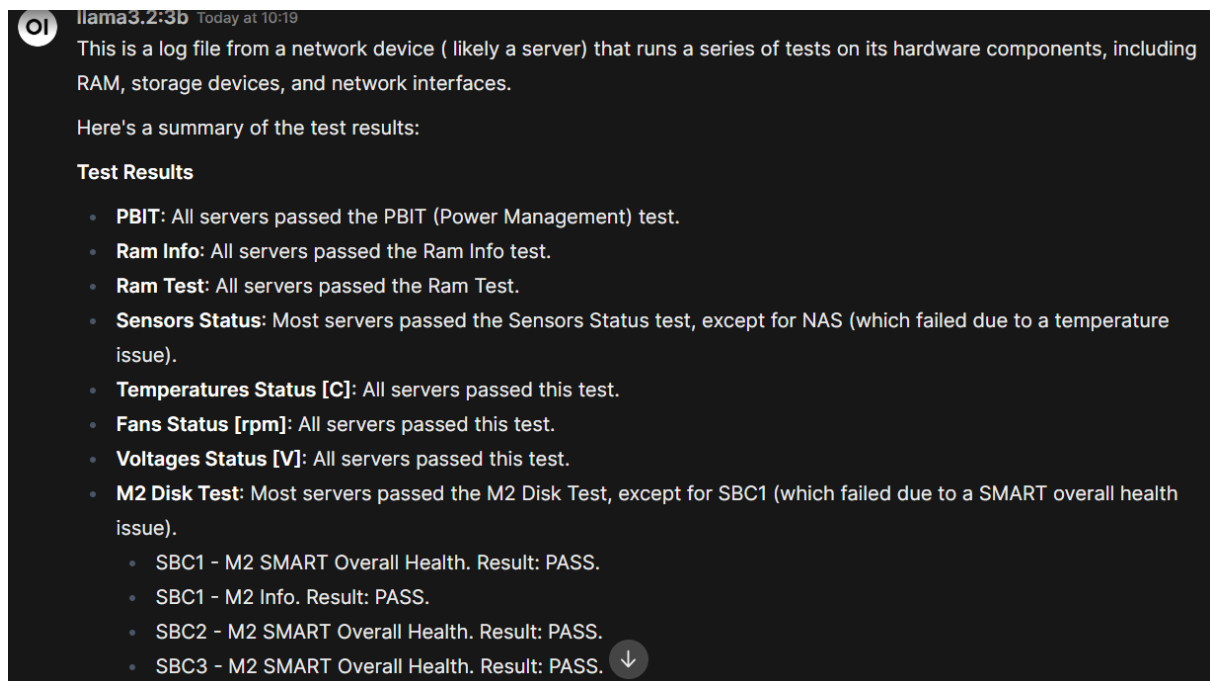 OI
llama3.2:3b Today at 10:19
This is a log file from a network device ( likely a server) that runs a series of tests on its hardware components, including
RAM, storage devices, and network interfaces.
Here's a summary of the test results:
Test Results
• PBIT: All servers passed the PBIT (Power Management) test.
• Ram Info: All servers passed the Ram Info test.
• Ram Test: All servers passed the Ram Test.
• Sensors Status: Most servers passed the Sensors Status test, except for NAS (which failed due to a temperature
issue).
• Temperatures Status [C]: All servers passed this test.
• Fans Status [rpm]: All servers passed this test.
• Voltages Status [V]: All servers passed this test.
• M2 Disk Test: Most servers passed the M2 Disk Test, except for SBC1 (which failed due to a SMART overall health
issue).
• SBC1 - M2 SMART Overall Health. Result: PASS.
• SBC1 - M2 Info. Result: PASS.
• SBC2 - M2 SMART Overall Health. Result: PASS.
• SBC3 - M2 SMART Overall Health. Result: PASS.